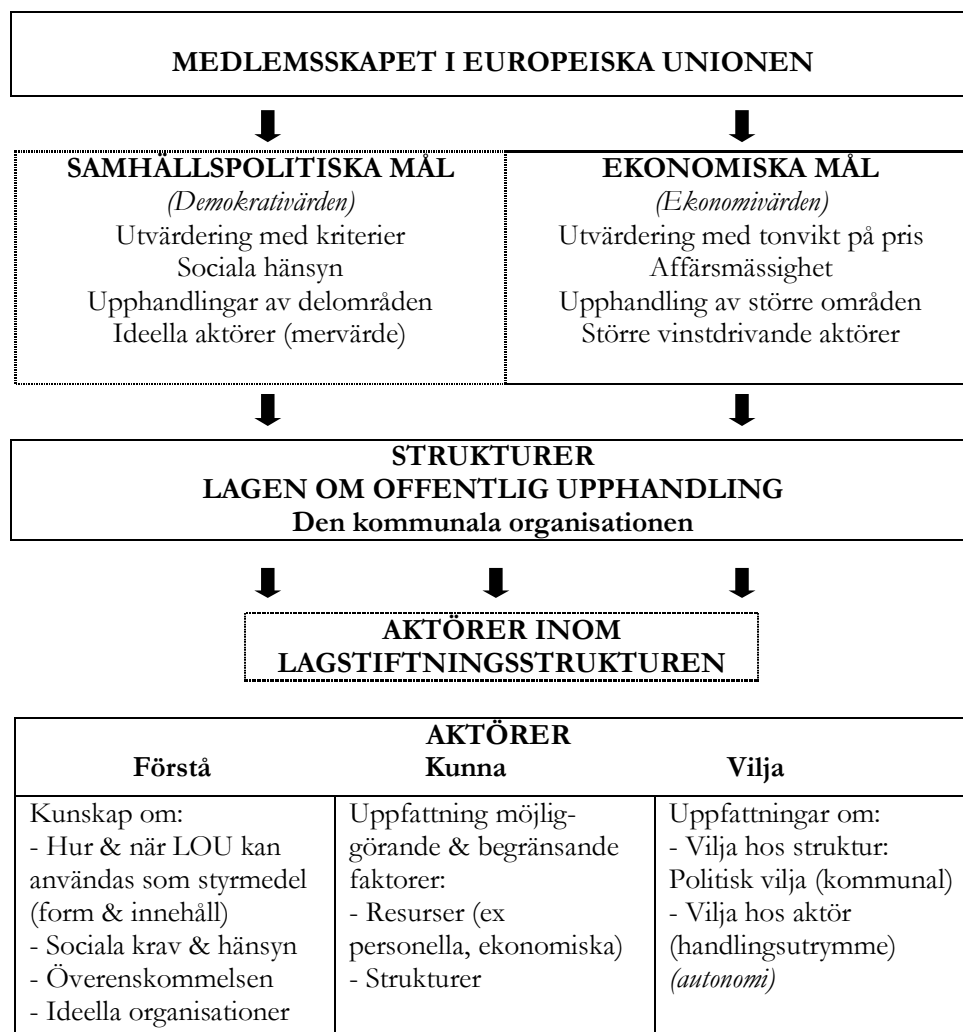 MEDLEMSSKAPET I EUROPEISKA UNIONEN
SAMHÄLLSPOLITISKA MÅL
(Demokrativärden)
Utvärdering med kriterier
Sociala hänsyn
Upphandlingar av delområden
Ideella aktörer (mervärde)
EKONOMISKA MÅL
(Ekonomivärden)
Utvärdering med tonvikt på pris
Affärsmässighet
Upphandling av större områden
Större vinstdrivande aktörer
STRUKTURER
LAGEN OM OFFENTLIG UPPHANDLING
Den kommunala organisationen
AKTÖRER INOM
LAGSTIFTNINGSSTRUKTUREN
AKTÖRER
Förstå Kunna Vilja
Kunskap om:
- Hur & när LOU kan
användas som styrmedel
(form & innehåll)
- Sociala krav & hänsyn
- Överenskommelsen
- Ideella organisationer
Uppfattning möjlig-
görande & begränsande
faktorer:
- Resurser (ex
personella, ekonomiska)
- Strukturer
Uppfattningar om:
- Vilja hos struktur:
Politisk vilja (kommunal)
- Vilja hos aktör
(handlingsutrymme)
(autonomi)